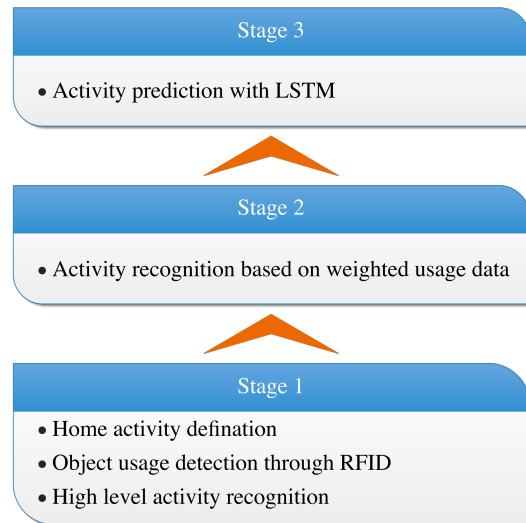 Stage 3
• Activity prediction with LSTM
Stage 2
• Activity recognition based on weighted usage data
Stage 1
• Home activity defination
• Object usage detection through RFID
• High level activity recognition